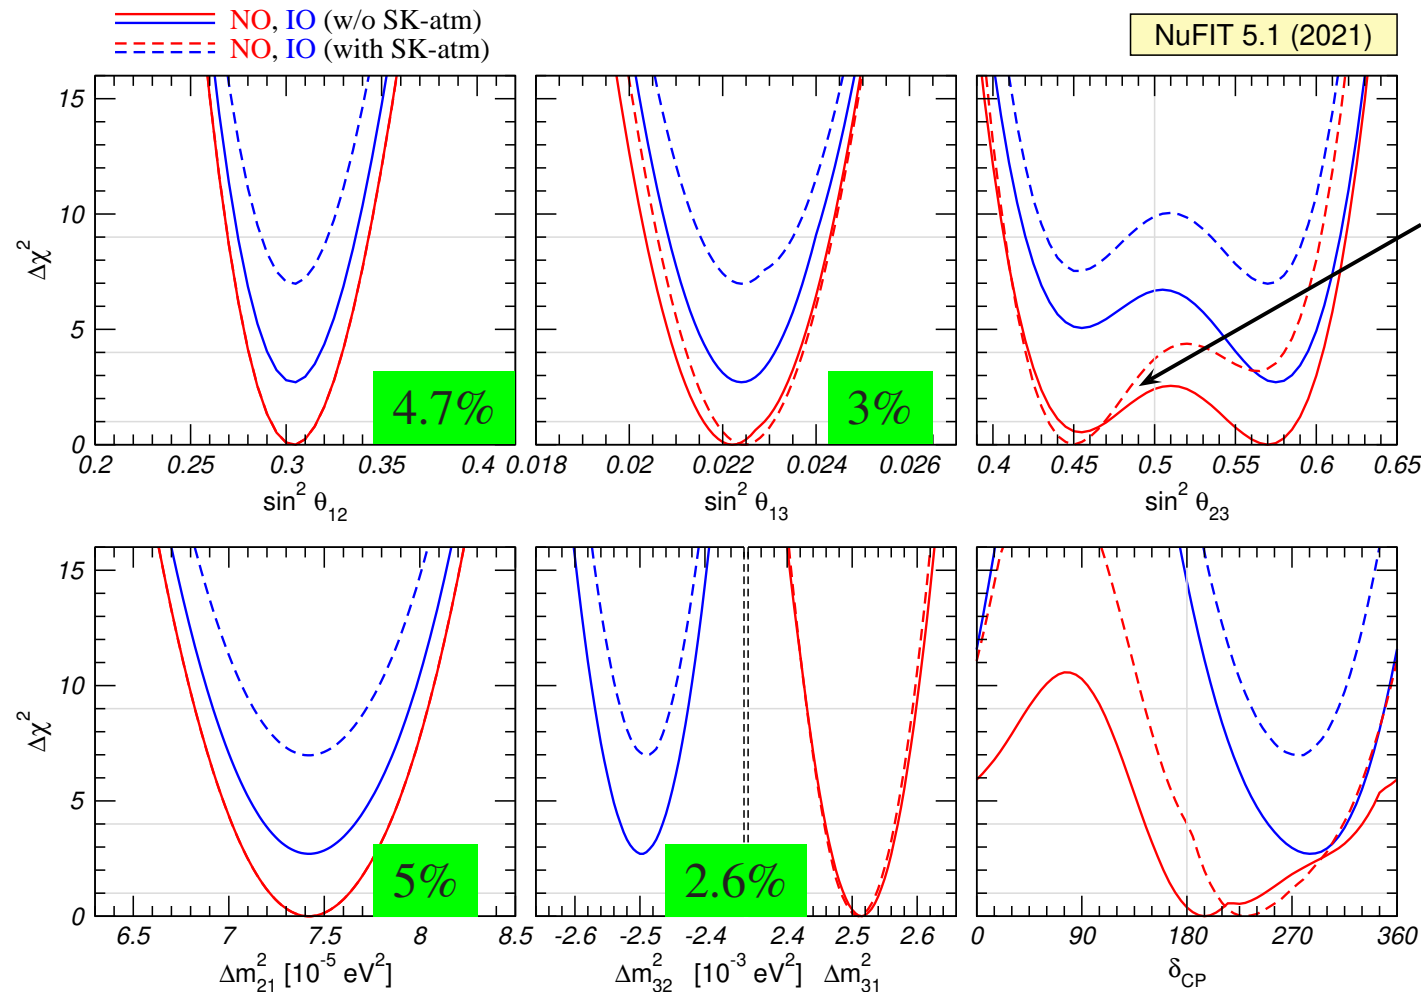 NO, IO (w/o SK-atm)
NO, IO (with SK-atm)
NuFIT 5.1 (2021)
15
10
5
0
Δχ²
0.2 0.25 0.3 0.35 0.4
sin² θ₁₂
4.7%
0.018 0.02 0.022 0.024 0.026
sin² θ₁₃
3%
0.4 0.45 0.5 0.55 0.6 0.65
sin² θ₂₃
15
10
5
0
Δχ²
6.5 7 7.5 8 8.5
Δm²₂₁ [10⁻⁵ eV²]
5%
-2.6 -2.5 -2.4 2.4 2.5 2.6
Δm²₃₂ [10⁻³ eV²] Δm²₃₁
2.6%
0 90 180 270 360
δ_CP